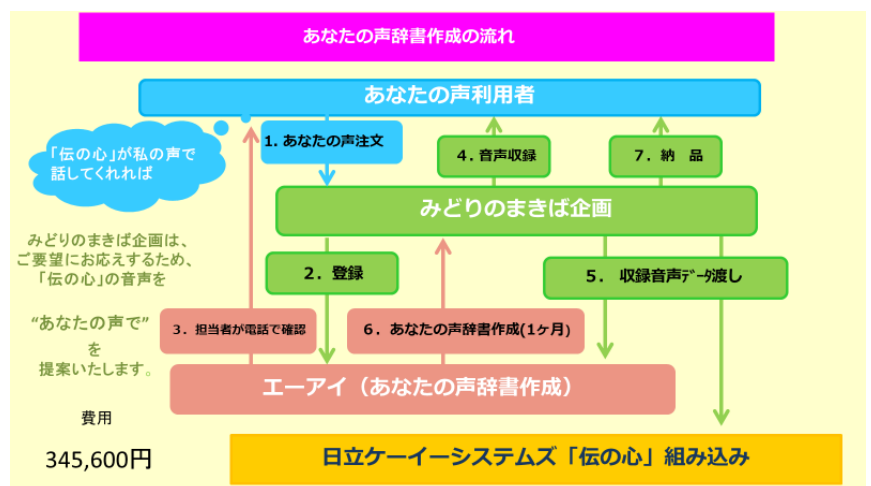 あなたの声辞書作成の流れ
あなたの声利用者
「伝の心」が私の声で
話してくれれば
1. あなたの声注文
4．音声収録
7．納　品
みどりのまきば企画
みどりのまきば企画は、
ご要望にお応えするため、
「伝の心」の音声を
2．登録
5．　収録音声ﾃﾞｰﾀ渡し
“あなたの声で”
を
提案いたします。
3．担当者が電話で確認
6．あなたの声辞書作成(1ヶ月)
エーアイ（あなたの声辞書作成）
費用
345,600円
日立ケーイーシステムズ「伝の心」組み込み